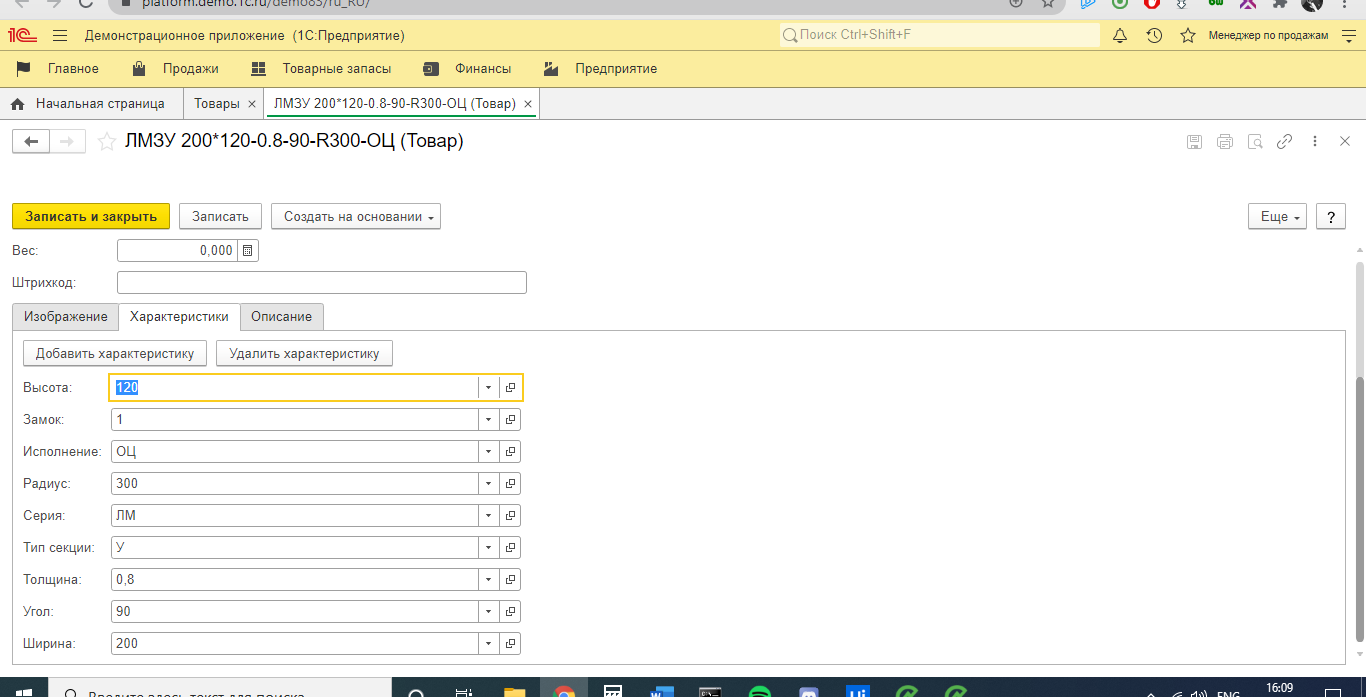 platform.demo.1c.ru/demo83/ru_RU/
Демонстрационное приложение (1С:Предприятие)
Поиск Ctrl+Shift+F
Менеджер по продажам
Главное Продажи Товарные запасы Финансы Предприятие
Начальная страница Товары × ЛМЗУ 200*120-0.8-90-R300-ОЦ (Товар) ×
ЛМЗУ 200*120-0.8-90-R300-ОЦ (Товар)
Записать и закрыть Записать Создать на основании Еще ?
Вес: 0,000
Штрихкод:
Изображение Характеристики Описание
Добавить характеристику Удалить характеристику
Высота: 120
Замок: 1
Исполнение: ОЦ
Радиус: 300
Серия: ЛМ
Тип секции: У
Толщина: 0,8
Угол: 90
Ширина: 200
Введите здесь текст для поиска
ENG 16:09